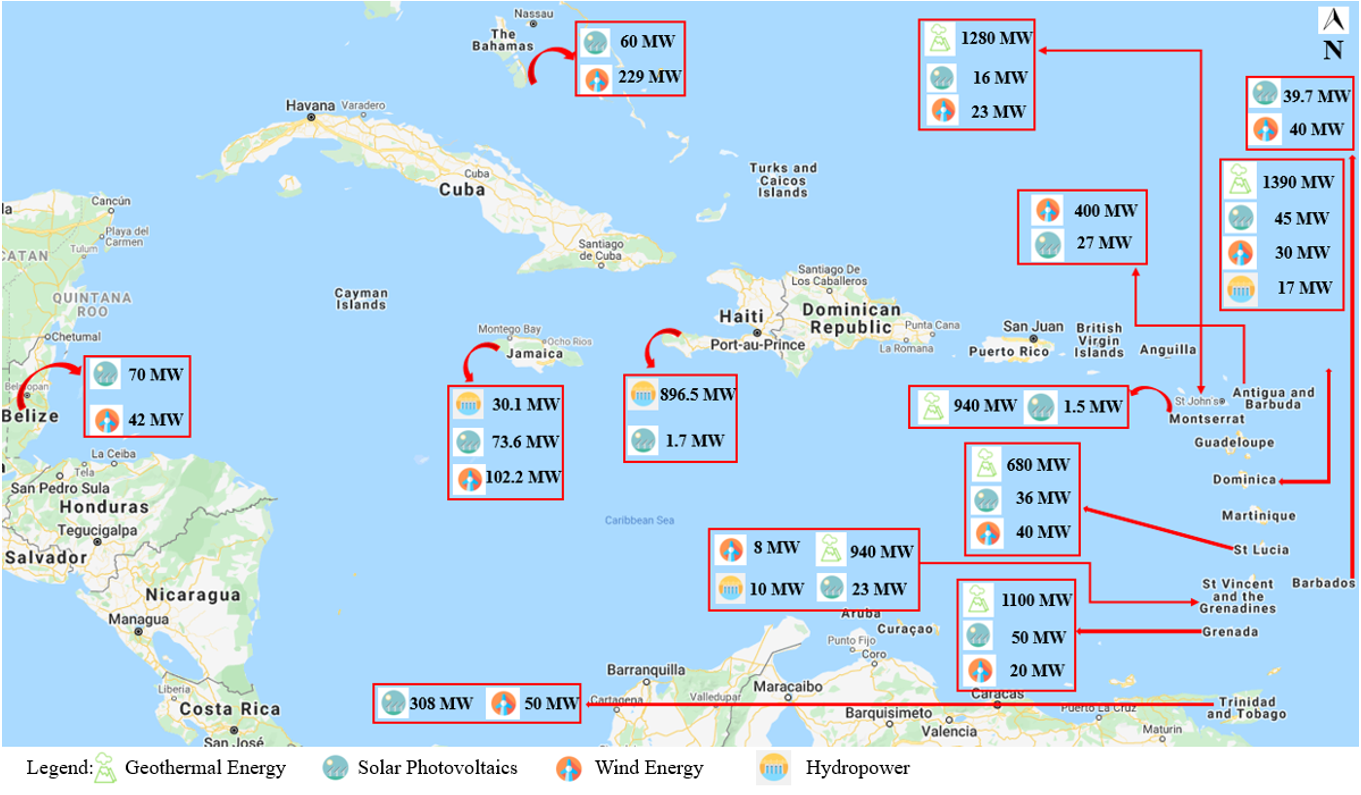 Nassau
The
Bahamas
60 MW
229 MW
1280 MW
16 MW
23 MW
N
39.7 MW
40 MW
Havana
Varadero
Cuba
Cuba
Turks and
Caicos
Islands
1390 MW
45 MW
30 MW
17 MW
400 MW
27 MW
la
Cancún
Playa del
Carmen
Tulum
CATAN
QUINTANA
ROO
Chetumal
Santiago
de Cuba
Cayman
Islands
Santiago De
Los Caballeros
Haiti
Dominican
Republic
Port-au-Prince
Punta Cana
La Romana
San Juan
Puerto Rico
British
Virgin
Islands
Anguilla
Montego Bay
Ocho Rios
Jamaica
70 MW
42 MW
Belmopan
Belize
30.1 MW
73.6 MW
102.2 MW
896.5 MW
1.7 MW
940 MW
1.5 MW
St John's
Antigua and
Barbuda
Montserrat
Guadeloupe
Dominica
Martinique
St Lucia
680 MW
36 MW
40 MW
La Ceiba
Tela
San Pedro Sula
Honduras
Tegucigalpa
Salvador
Nicaragua
Managua
Caribbean Sea
8 MW
940 MW
10 MW
23 MW
St Vincent
and the
Grenadines
Barbados
Grenada
1100 MW
50 MW
20 MW
Aruba
Curaçao
Punto Fijo
Coro
Barranquilla
Cartagena
Valledupar
Maracaibo
Caracas
Barquisimeto
Valencia
Puerto La Cruz
Maturin
Trinidad
and Tobago
308 MW
50 MW
Liberia
Costa Rica
San José
Legend:
Geothermal Energy
Solar Photovoltaics
Wind Energy
Hydropower